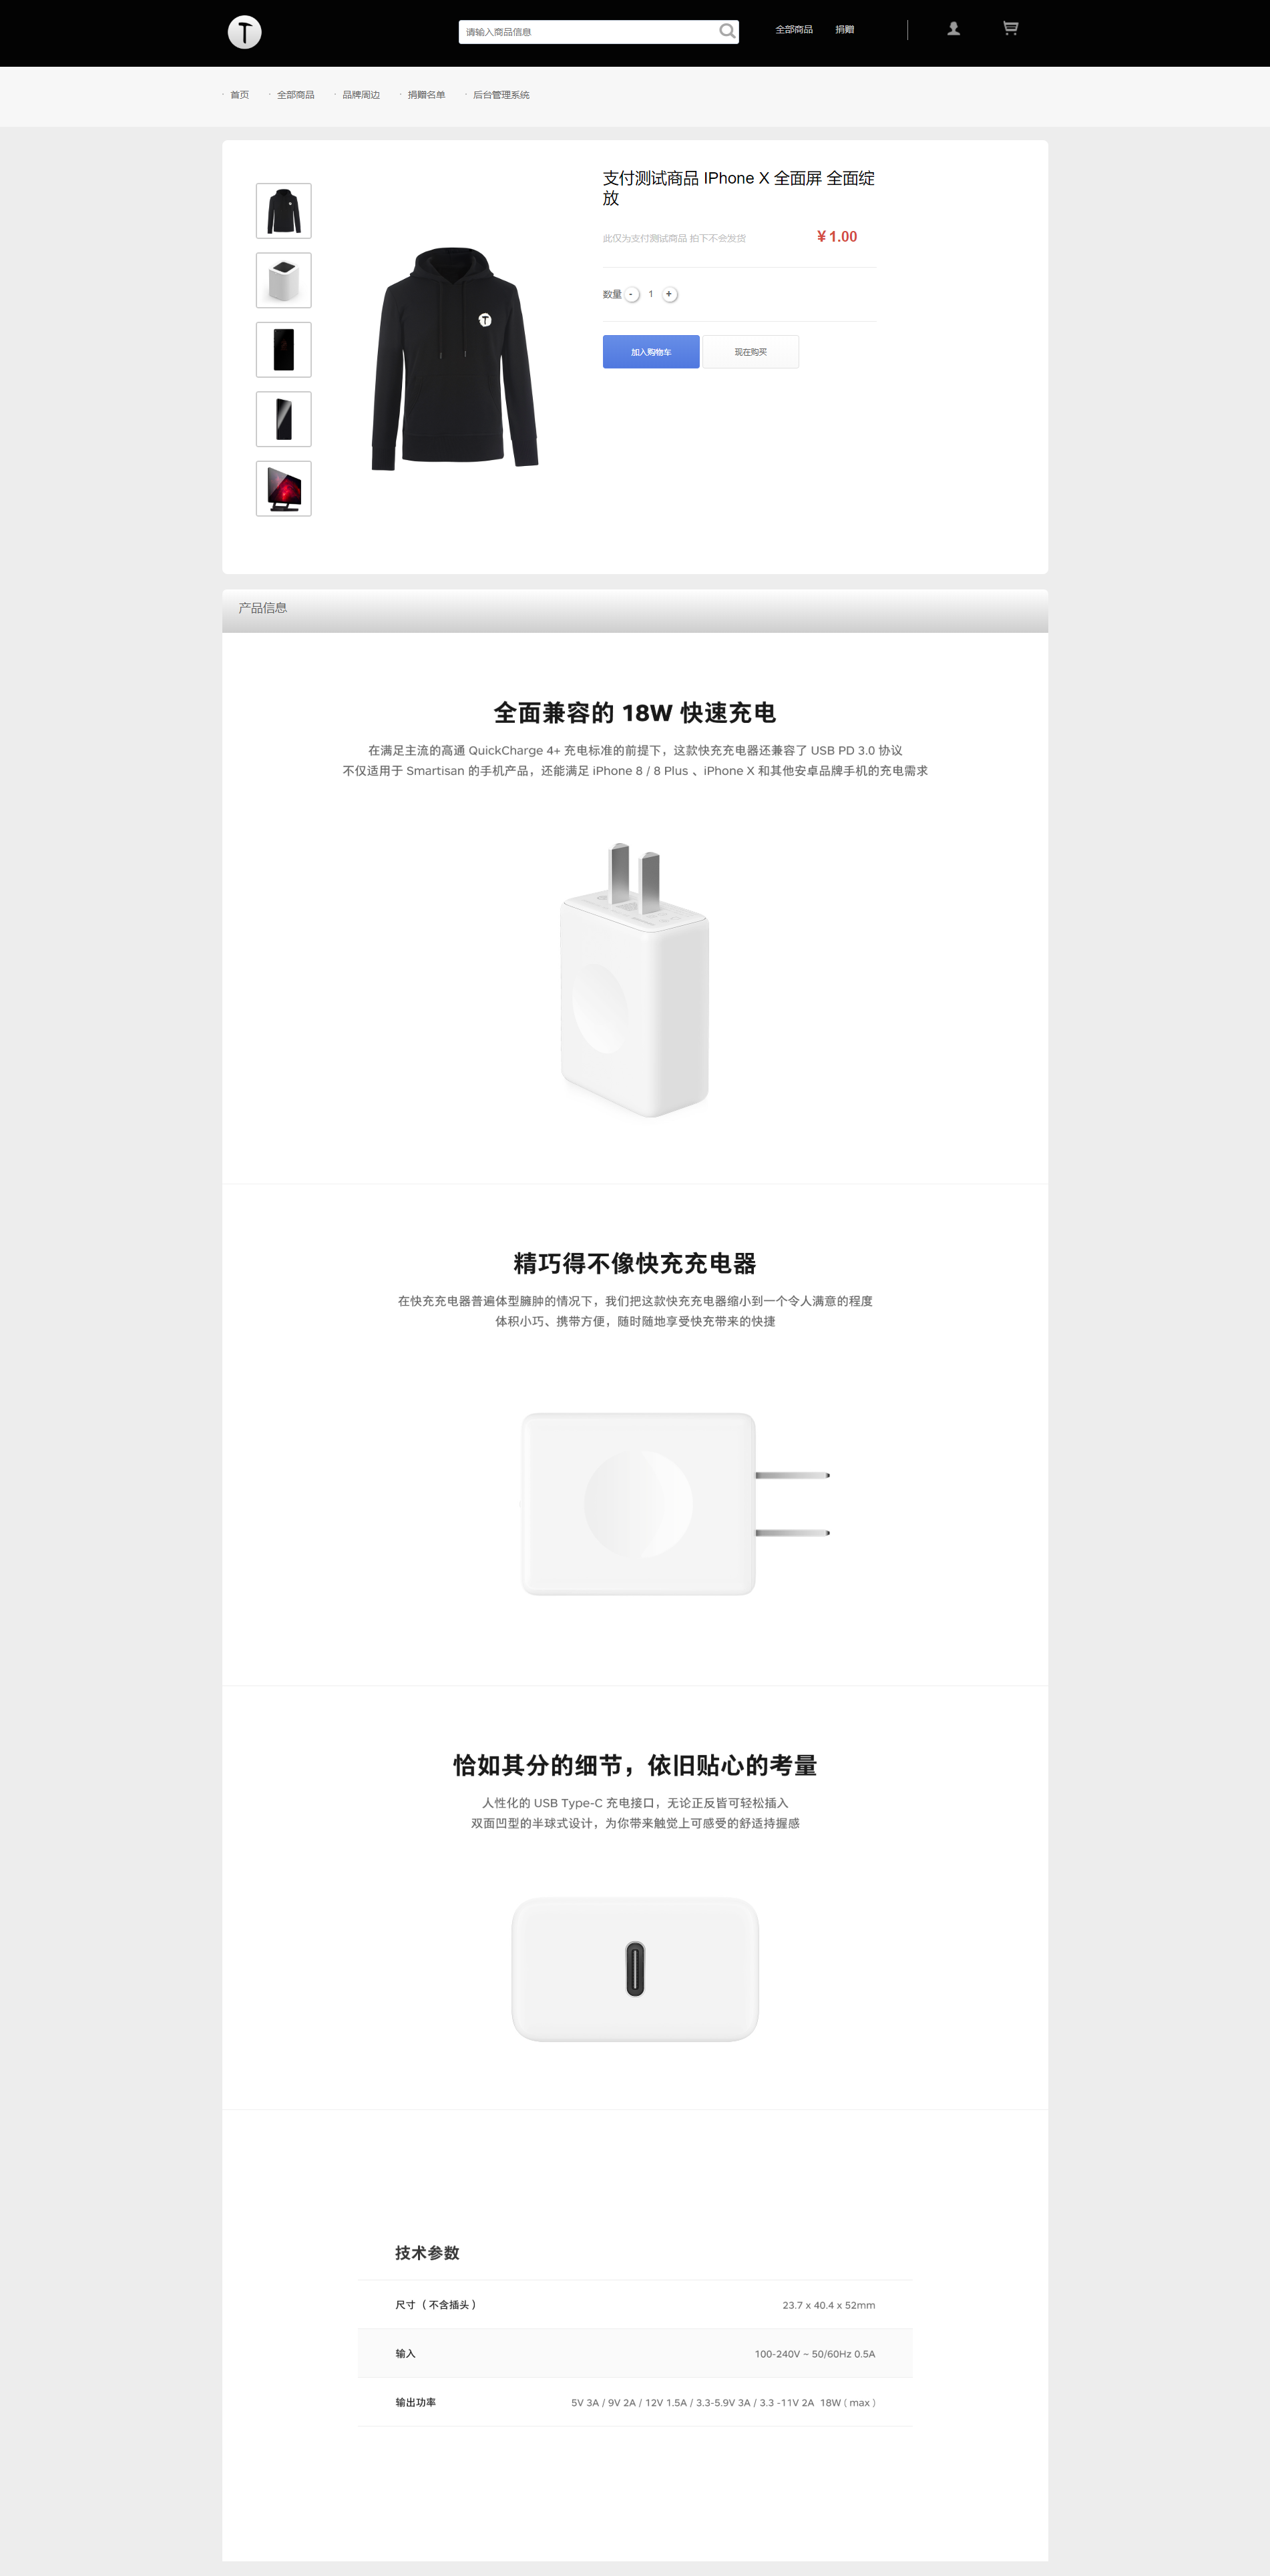 T
请输入商品信息
全部商品 捐赠
· 首页 · 全部商品 · 品牌周边 · 捐赠名单 · 后台管理系统
支付测试商品 IPhone X 全面屏 全面绽
放
此仅为支付测试商品 拍下不会发货 ¥ 1.00
数量 - 1 +
加入购物车 现在购买
产品信息
全面兼容的 18W 快速充电
在满足主流的高通 QuickCharge 4+ 充电标准的前提下，这款快充充电器还兼容了 USB PD 3.0 协议
不仅适用于 Smartisan 的手机产品，还能满足 iPhone 8 / 8 Plus 、iPhone X 和其他安卓品牌手机的充电需求
精巧得不像快充充电器
在快充充电器普遍体型臃肿的情况下，我们把这款快充充电器缩小到一个令人满意的程度
体积小巧、携带方便，随时随地享受快充带来的快捷
恰如其分的细节，依旧贴心的考量
人性化的 USB Type-C 充电接口，无论正反皆可轻松插入
双面凹型的半球式设计，为你带来触觉上可感受的舒适持握感
技术参数
尺寸（不含插头） 23.7 x 40.4 x 52mm
输入 100-240V ~ 50/60Hz 0.5A
输出功率 5V 3A / 9V 2A / 12V 1.5A / 3.3-5.9V 3A / 3.3 -11V 2A 18W（max）